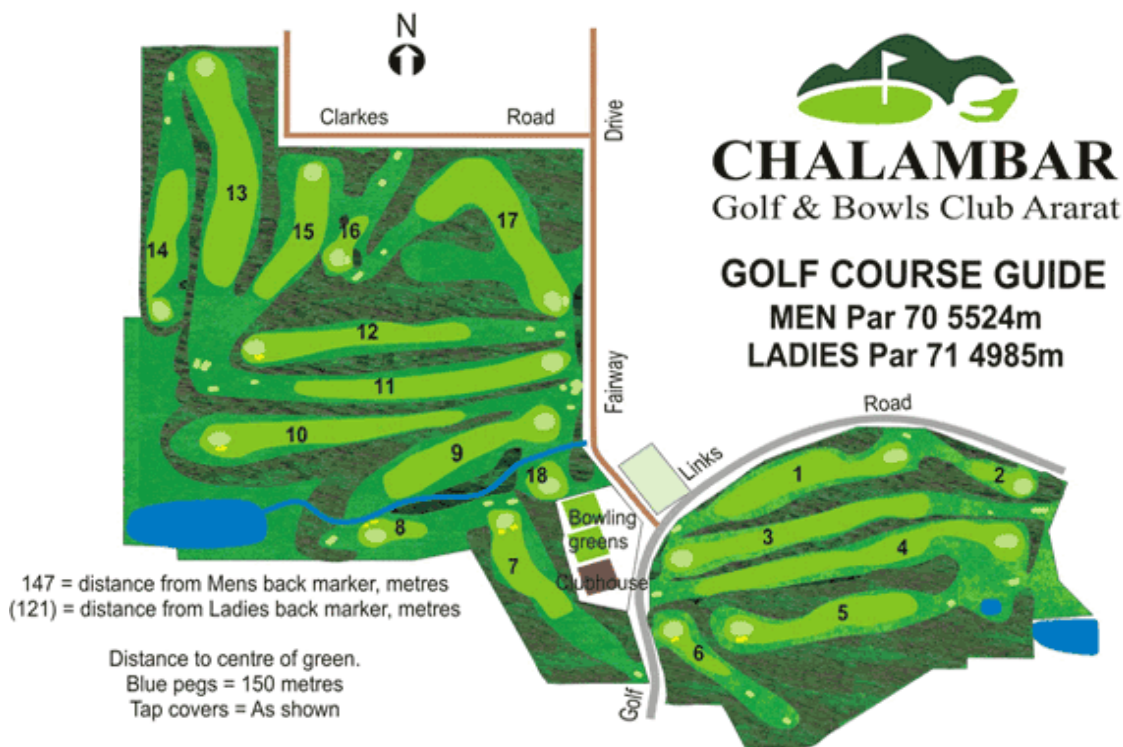 N
Clarkes Road
Drive
CHALAMBAR
Golf & Bowls Club Ararat
GOLF COURSE GUIDE
MEN Par 70 5524m
LADIES Par 71 4985m
13
15
16
17
14
12
11
Fairway
Road
10
9
18
Links
1
2
8
Bowling
greens
3
4
7
Clubhouse
5
6
Golf
147 = distance from Mens back marker, metres
(121) = distance from Ladies back marker, metres
Distance to centre of green.
Blue pegs = 150 metres
Tap covers = As shown